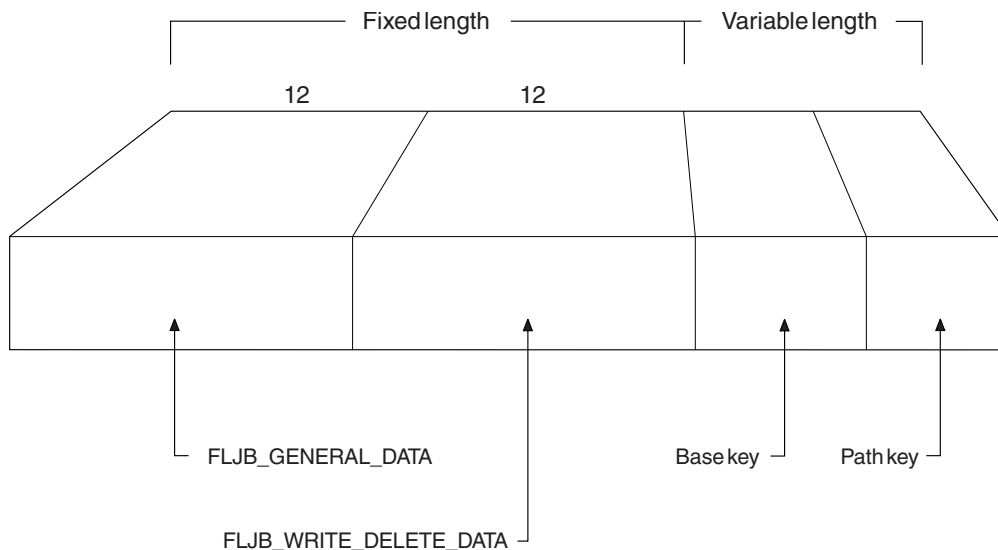 Fixed length Variable length
12 12
FLJB_GENERAL_DATA Base key Path key
FLJB_WRITE_DELETE_DATA